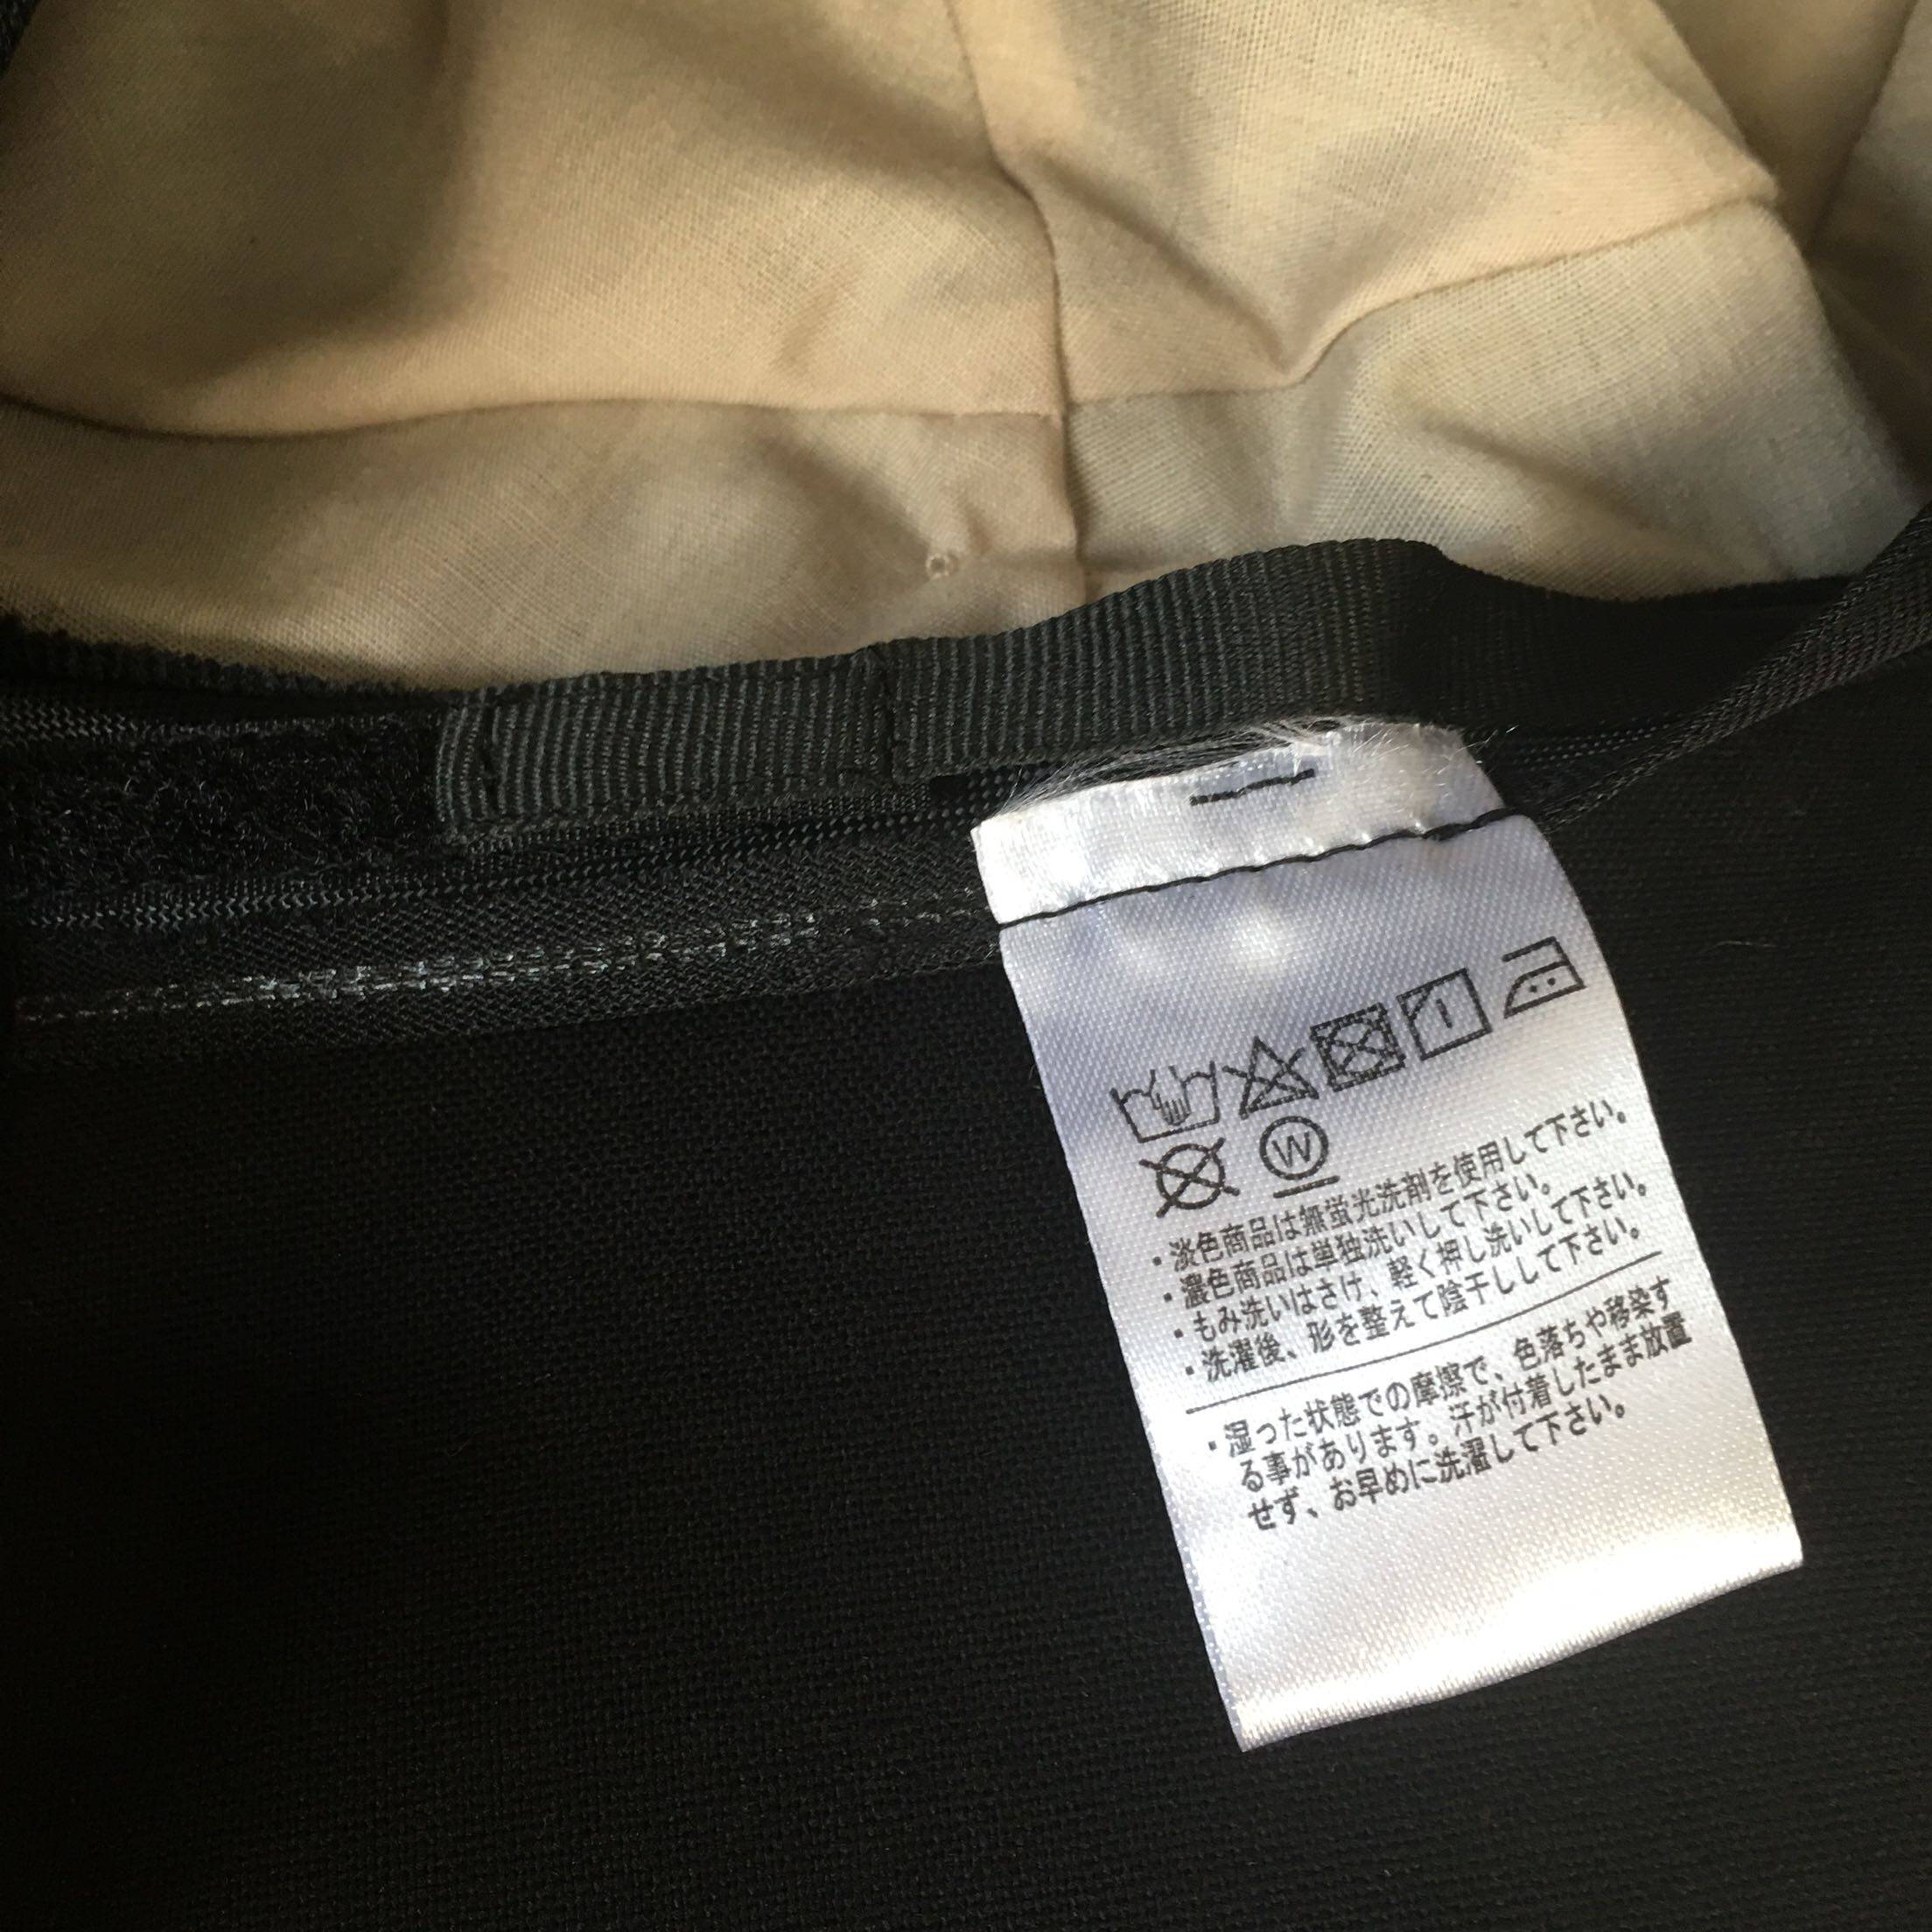 W
・淡色商品は無蛍光洗剤を使用して下さい。
・濃色商品は単独洗いして下さい。
・もみ洗いはさけ、軽く押し洗いして下さい。
・洗濯後、形を整えて陰干しして下さい。
・湿った状態での摩擦で、色落ちや移染す
る事があります。汗が付着したまま放置
せず、お早めに洗濯して下さい。